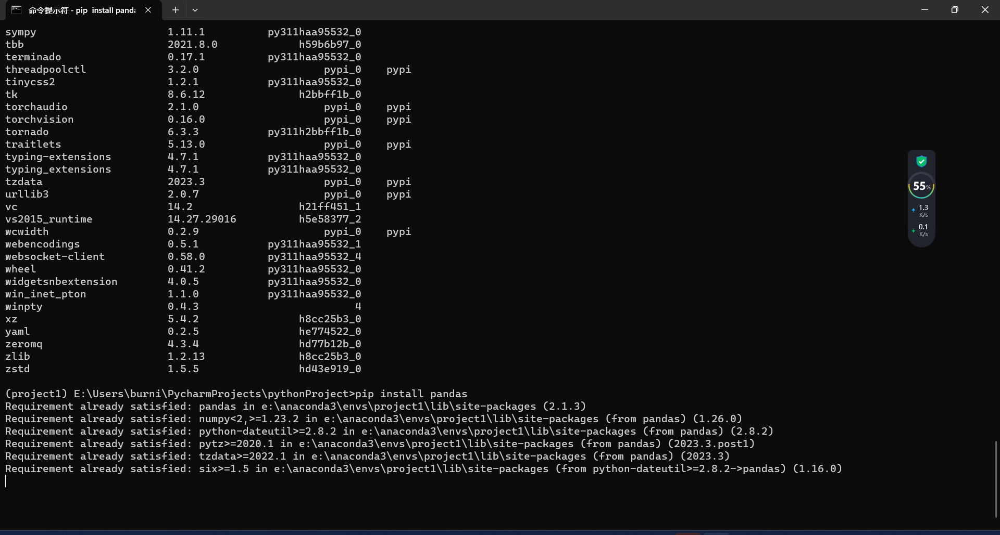 命令提示符 - pip install panda
sympy 1.11.1 py311haa95532_0
tbb 2021.8.0 h59b6b97_0
terminado 0.17.1 py311haa95532_0
threadpoolctl 3.2.0 pypi_0 pypi
tinycss2 1.2.1 py311haa95532_0
tk 8.6.12 h2bbff1b_0
torchaudio 2.1.0 pypi_0 pypi
torchvision 0.16.0 pypi_0 pypi
tornado 6.3.3 py311h2bbff1b_0
traitlets 5.13.0 pypi_0 pypi
typing-extensions 4.7.1 py311haa95532_0
typing_extensions 4.7.1 py311haa95532_0
tzdata 2023.3 pypi_0 pypi
urllib3 2.0.7 pypi_0 pypi
vc 14.2 h21ff451_1
vs2015_runtime 14.27.29016 h5e58377_2
wcwidth 0.2.9 pypi_0 pypi
webencodings 0.5.1 py311haa95532_1
websocket-client 0.58.0 py311haa95532_4
wheel 0.41.2 py311haa95532_0
widgetsnbextension 4.0.5 py311haa95532_0
win_inet_pton 1.1.0 py311haa95532_0
winpty 0.4.3 4
xz 5.4.2 h8cc25b3_0
yaml 0.2.5 he774522_0
zeromq 4.3.4 hd77b12b_0
zlib 1.2.13 h8cc25b3_0
zstd 1.5.5 hd43e919_0
(project1) E:\Users\burni\PycharmProjects\pythonProject>pip install pandas
Requirement already satisfied: pandas in e:\anaconda3\envs\project1\lib\site-packages (2.1.3)
Requirement already satisfied: numpy<2,>=1.23.2 in e:\anaconda3\envs\project1\lib\site-packages (from pandas) (1.26.0)
Requirement already satisfied: python-dateutil>=2.8.2 in e:\anaconda3\envs\project1\lib\site-packages (from pandas) (2.8.2)
Requirement already satisfied: pytz>=2020.1 in e:\anaconda3\envs\project1\lib\site-packages (from pandas) (2023.3.post1)
Requirement already satisfied: tzdata>=2022.1 in e:\anaconda3\envs\project1\lib\site-packages (from pandas) (2023.3)
Requirement already satisfied: six>=1.5 in e:\anaconda3\envs\project1\lib\site-packages (from python-dateutil>=2.8.2->pandas) (1.16.0)
55%
1.3
K/s
0.1
K/s